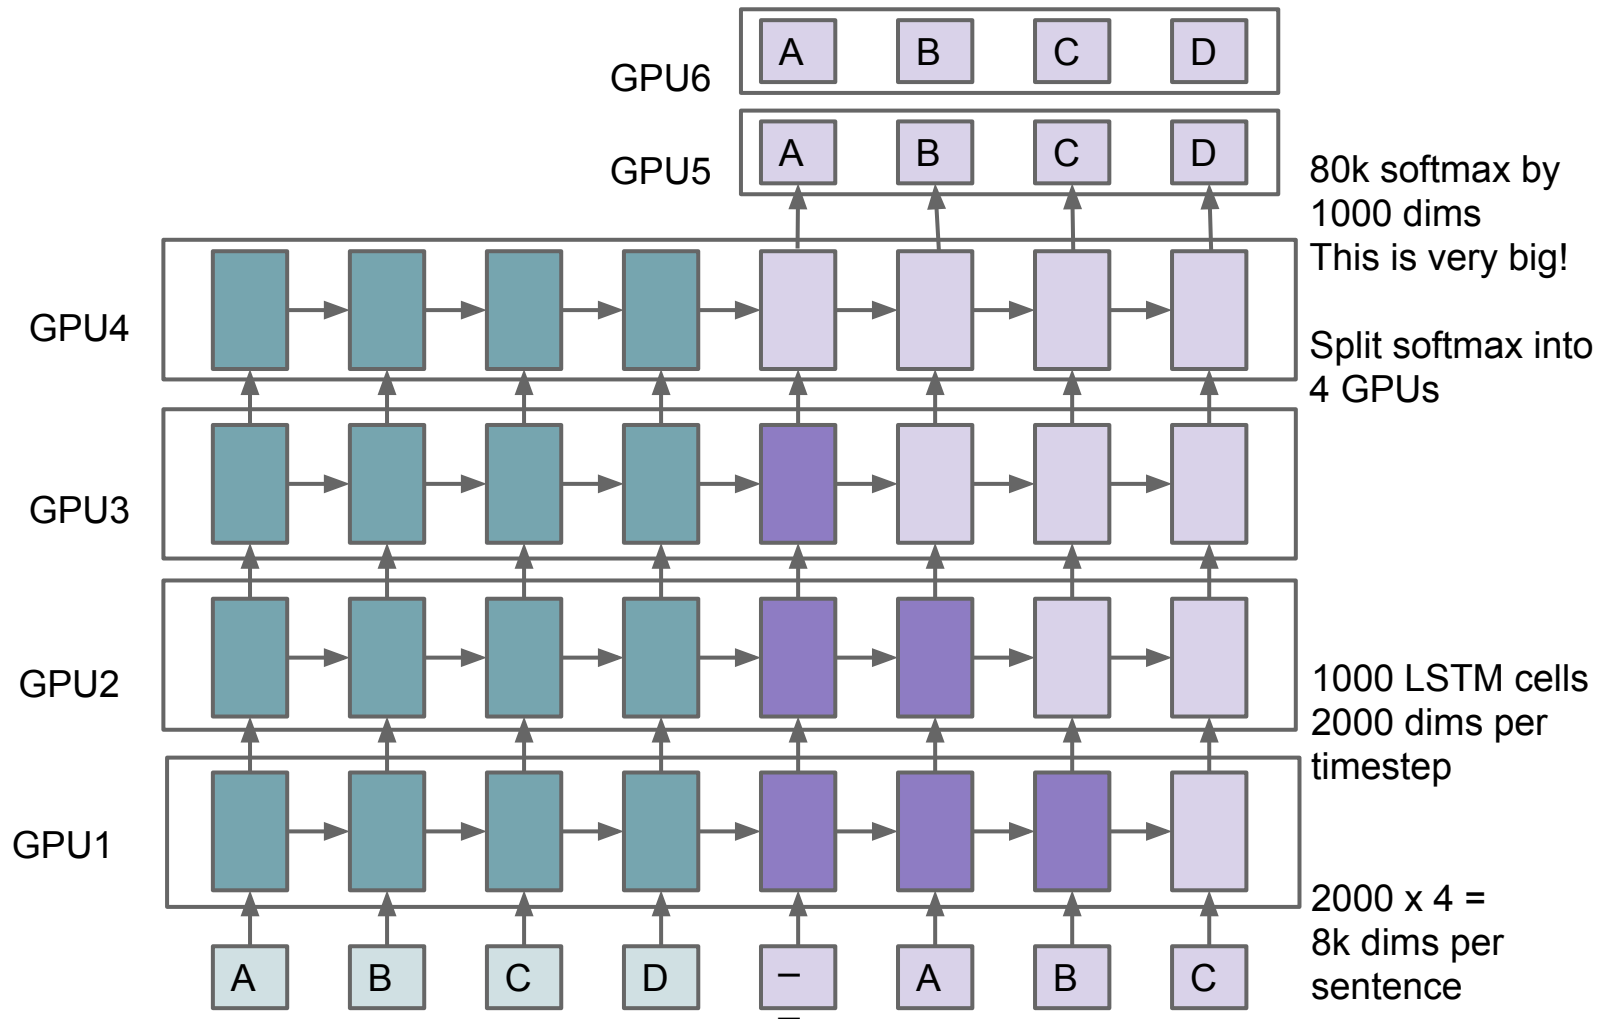 GPU6
A B C D
GPU5
A B C D
80k softmax by
1000 dims
This is very big!
Split softmax into
4 GPUs
GPU4
GPU3
GPU2
1000 LSTM cells
2000 dims per
timestep
GPU1
2000 x 4 =
8k dims per
sentence
A B C D _ A B C